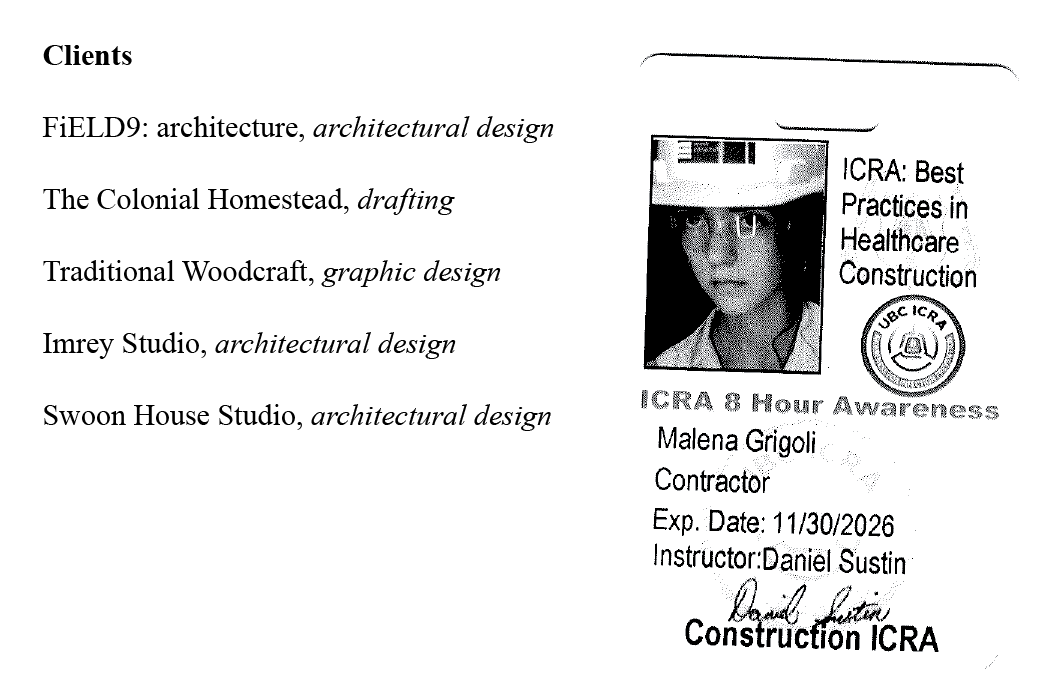 Clients
FiELD9: architecture, architectural design
The Colonial Homestead, drafting
Traditional Woodcraft, graphic design
Imrey Studio, architectural design
Swoon House Studio, architectural design
ICRA: Best
Practices in
Healthcare
Construction
UBC ICRA
ICRA 8 Hour Awareness
Malena Grigoli
Contractor
Exp. Date: 11/30/2026
Instructor:Daniel Sustin
Daniel Sustin
Construction ICRA